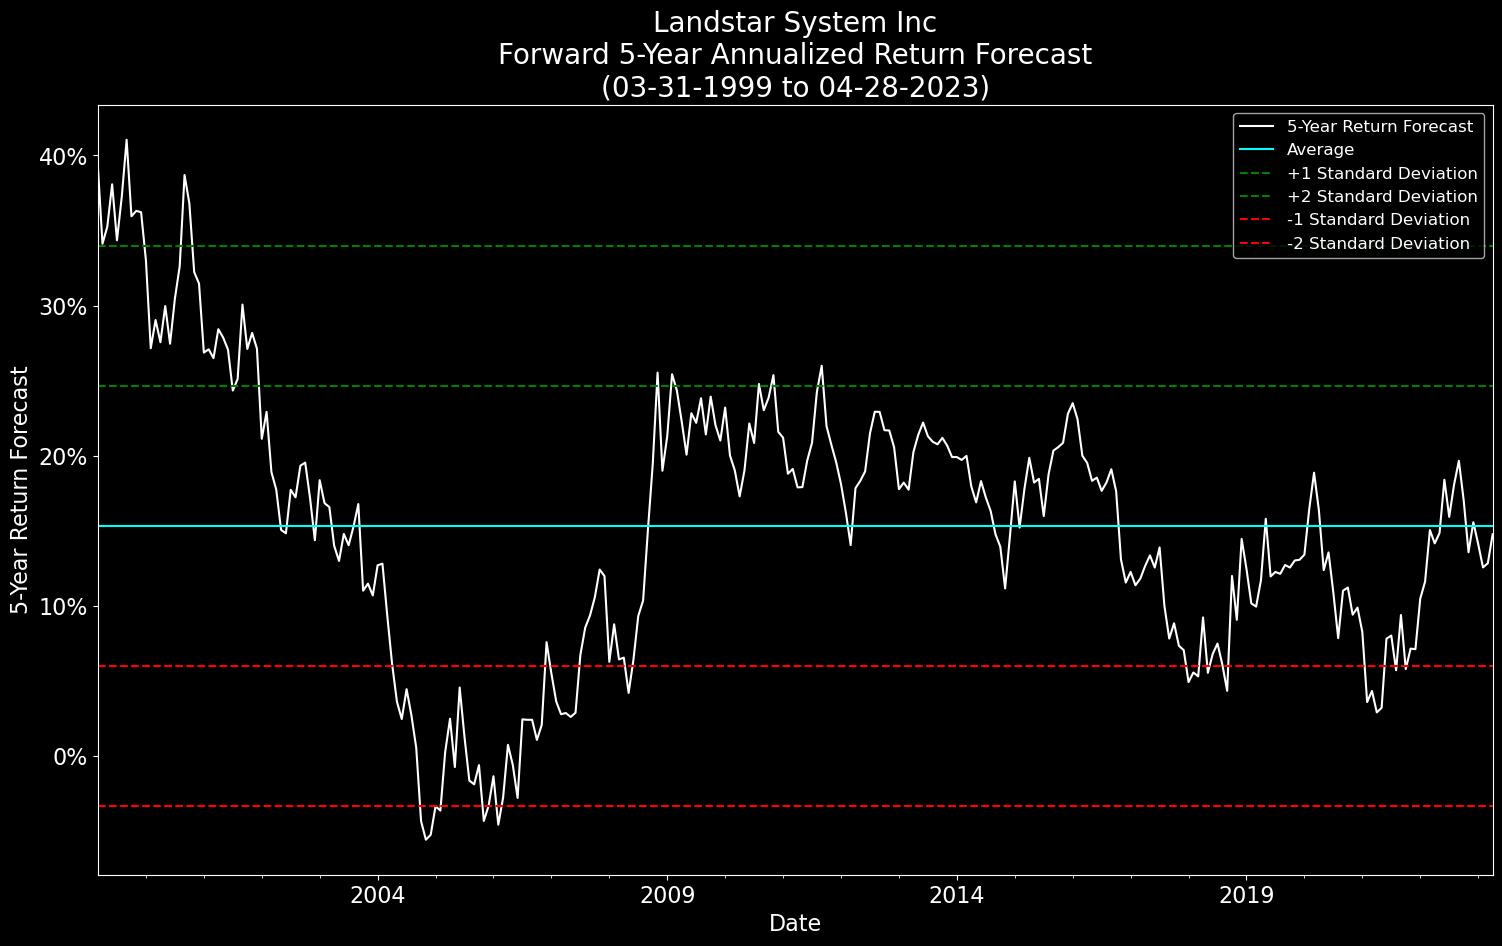 Landstar System Inc
Forward 5-Year Annualized Return Forecast
(03-31-1999 to 04-28-2023)
5-Year Return Forecast
Average
+1 Standard Deviation
+2 Standard Deviation
-1 Standard Deviation
-2 Standard Deviation
40%
30%
20%
10%
0%
5-Year Return Forecast
2004
2009
2014
2019
Date